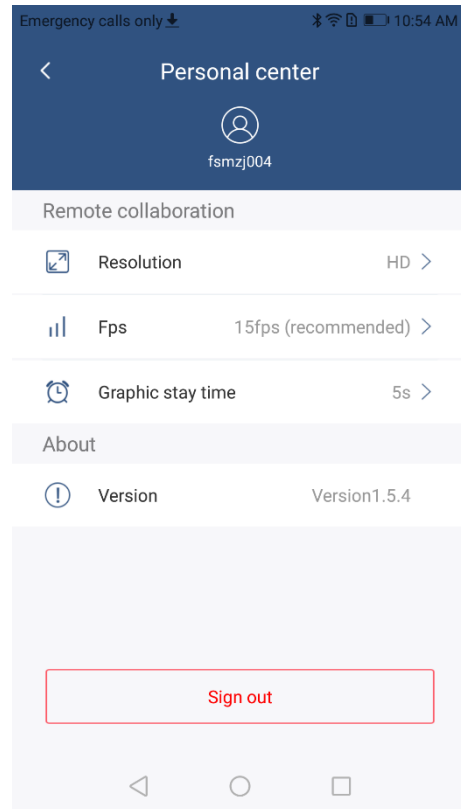 Emergency calls only 10:54 AM
Personal center
fsmzj004
Remote collaboration
Resolution HD
Fps 15fps (recommended)
Graphic stay time 5s
About
Version Version1.5.4
Sign out